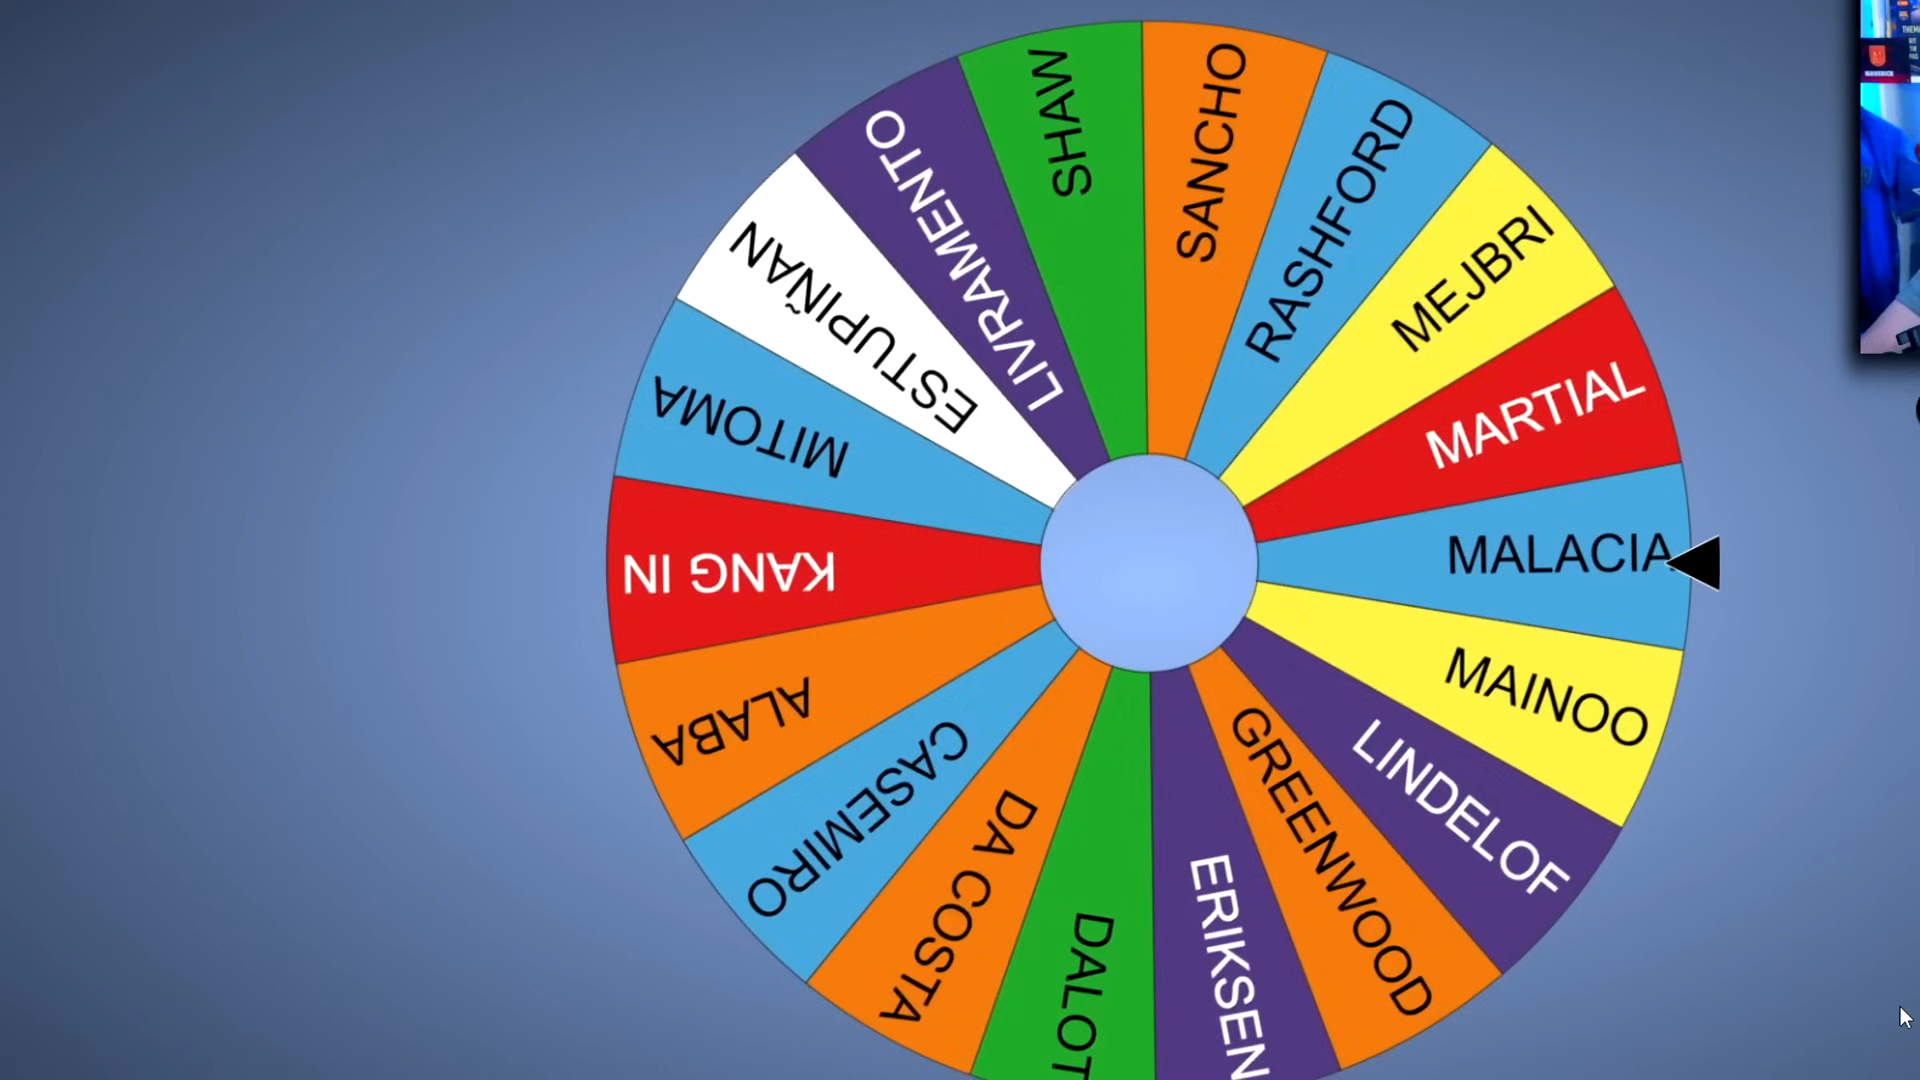 SHAW
SANCHO
RASHFORD
MEJBRI
MARTIAL
MALACIA
MAINOO
LINDELOF
GREENWOOD
ERIKSEN
DALOT
DA COSTA
CASEMIRO
ALABA
KANG IN
MITOMA
ESTUPIÑAN
LIVRAMENTO